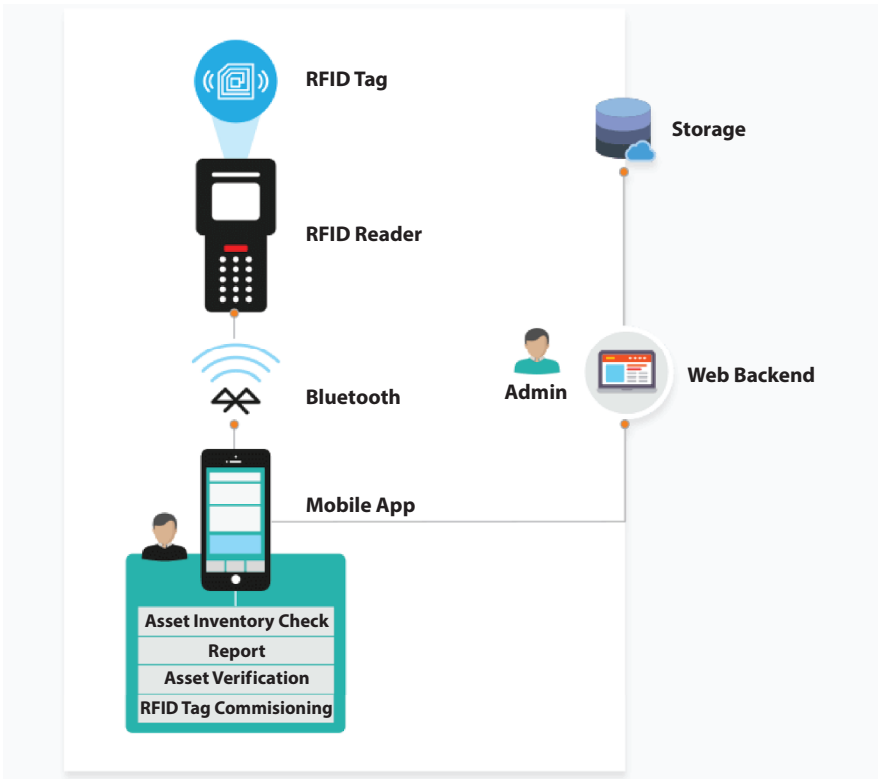 RFID Tag
Storage
RFID Reader
Bluetooth
Admin
Web Backend
Mobile App
Asset Inventory Check
Report
Asset Verification
RFID Tag Commisioning